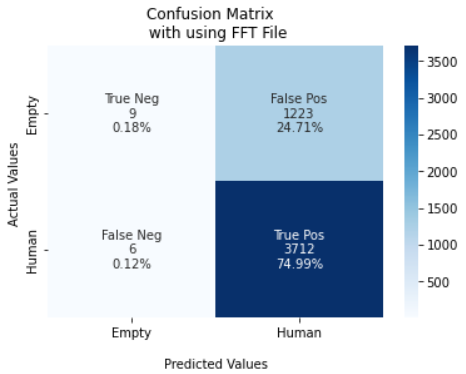 Confusion Matrix
with using FFT File
True Neg
9
0.18%
False Pos
1223
24.71%
False Neg
6
0.12%
True Pos
3712
74.99%
Empty
Human
Actual Values
Empty
Human
Predicted Values
3500
3000
2500
2000
1500
1000
500